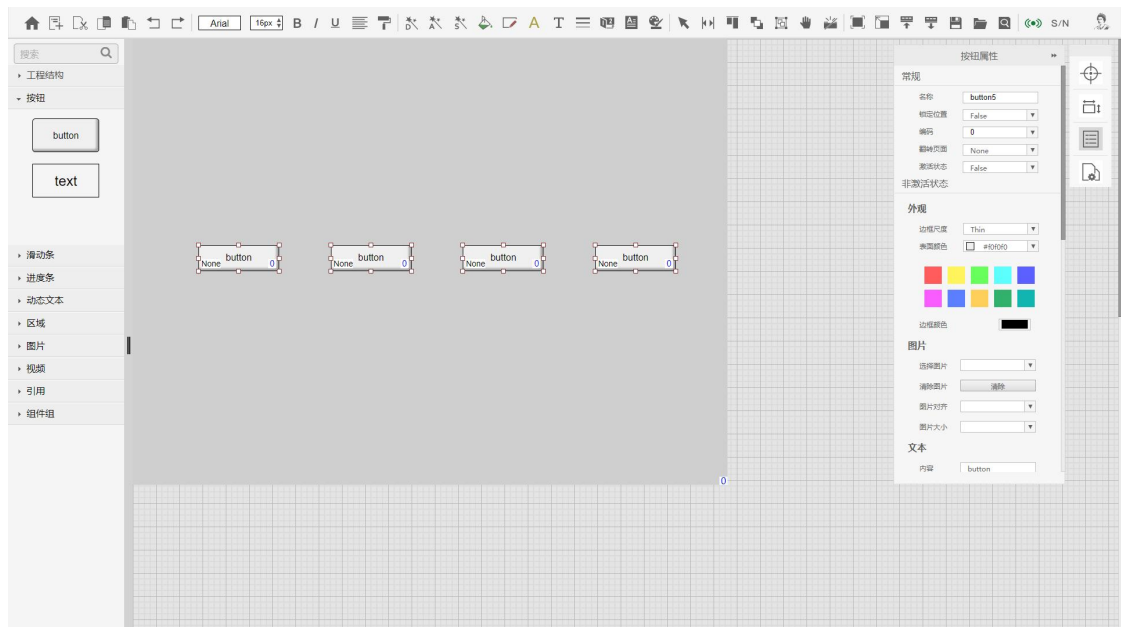 Arial 16px B I U A T S/N
搜索
工程结构
按钮
button
text
滑动条
进度条
动态文本
区域
图片
视频
引用
组件组
button button button button
None 0 None 0 None 0 None 0
0
按钮属性
常规
名称 button5
锁定位置 False
编码 0
翻转页面 None
激活状态 False
非激活状态
外观
边框尺度 Thin
表面颜色 #f0f0f0
边框颜色
图片
选择图片
清除图片 清除
图片对齐
图片大小
文本
内容 button